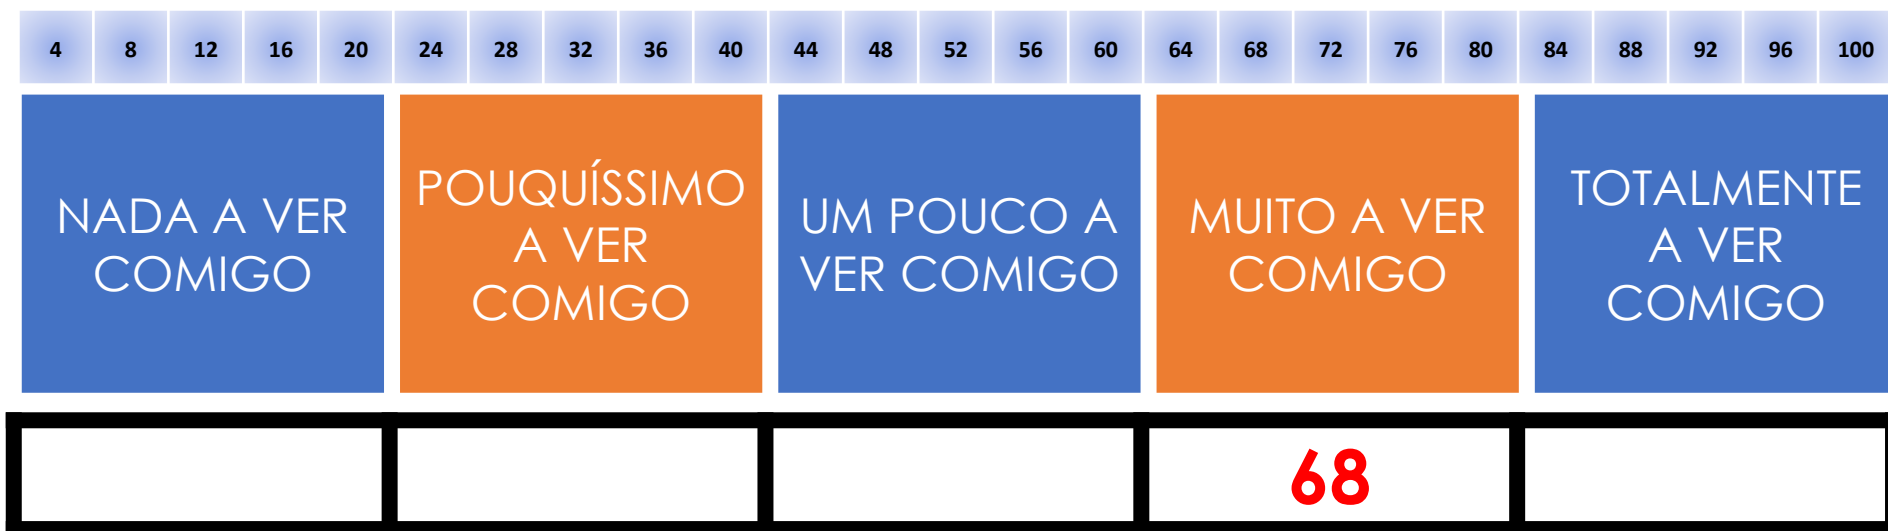 4 8 12 16 20 24 28 32 36 40 44 48 52 56 60 64 68 72 76 80 84 88 92 96 100
NADA A VER
COMIGO
POUQUÍSSIMO
A VER
COMIGO
UM POUCO A
VER COMIGO
MUITO A VER
COMIGO
TOTALMENTE
A VER
COMIGO
68